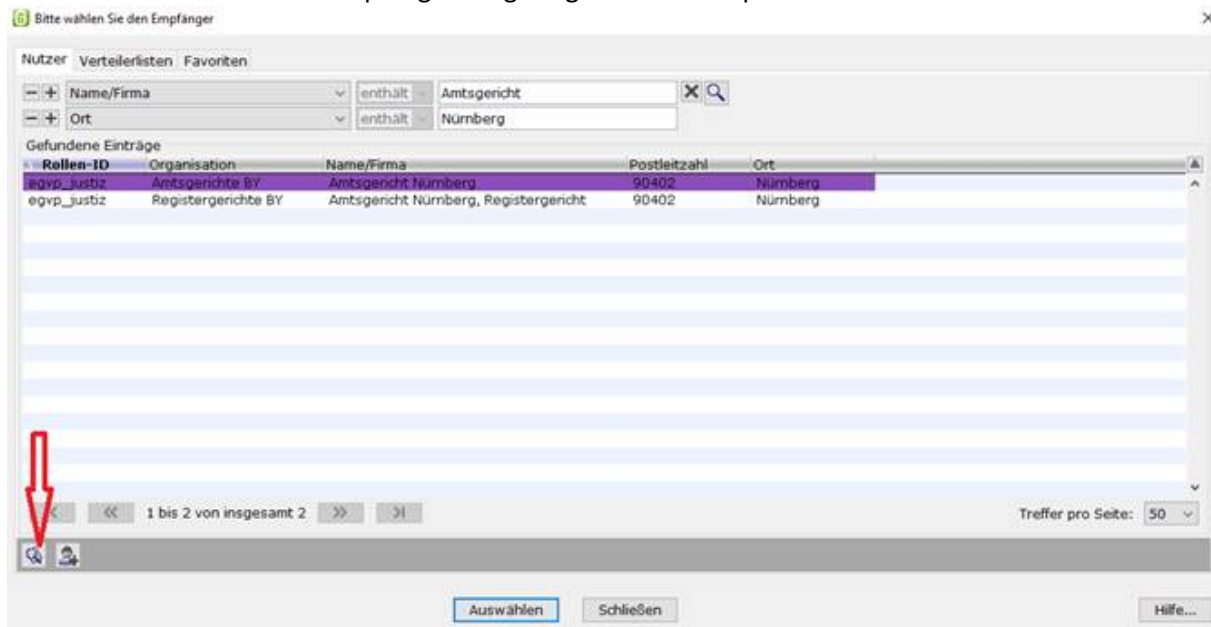 Bitte wählen Sie den Empfänger
Nutzer Verteilerlisten Favoriten
Name/Firma enthält Amtsgericht
Ort enthält Nürnberg
Gefundene Einträge
Rollen-ID Organisation Name/Firma Postleitzahl Ort
egvp_justiz Amtsgerichte BY Amtsgericht Nürnberg 90402 Nürnberg
egvp_justiz Registergerichte BY Amtsgericht Nürnberg, Registergericht 90402 Nürnberg
1 bis 2 von insgesamt 2 Treffer pro Seite: 50
Auswählen Schließen Hilfe...